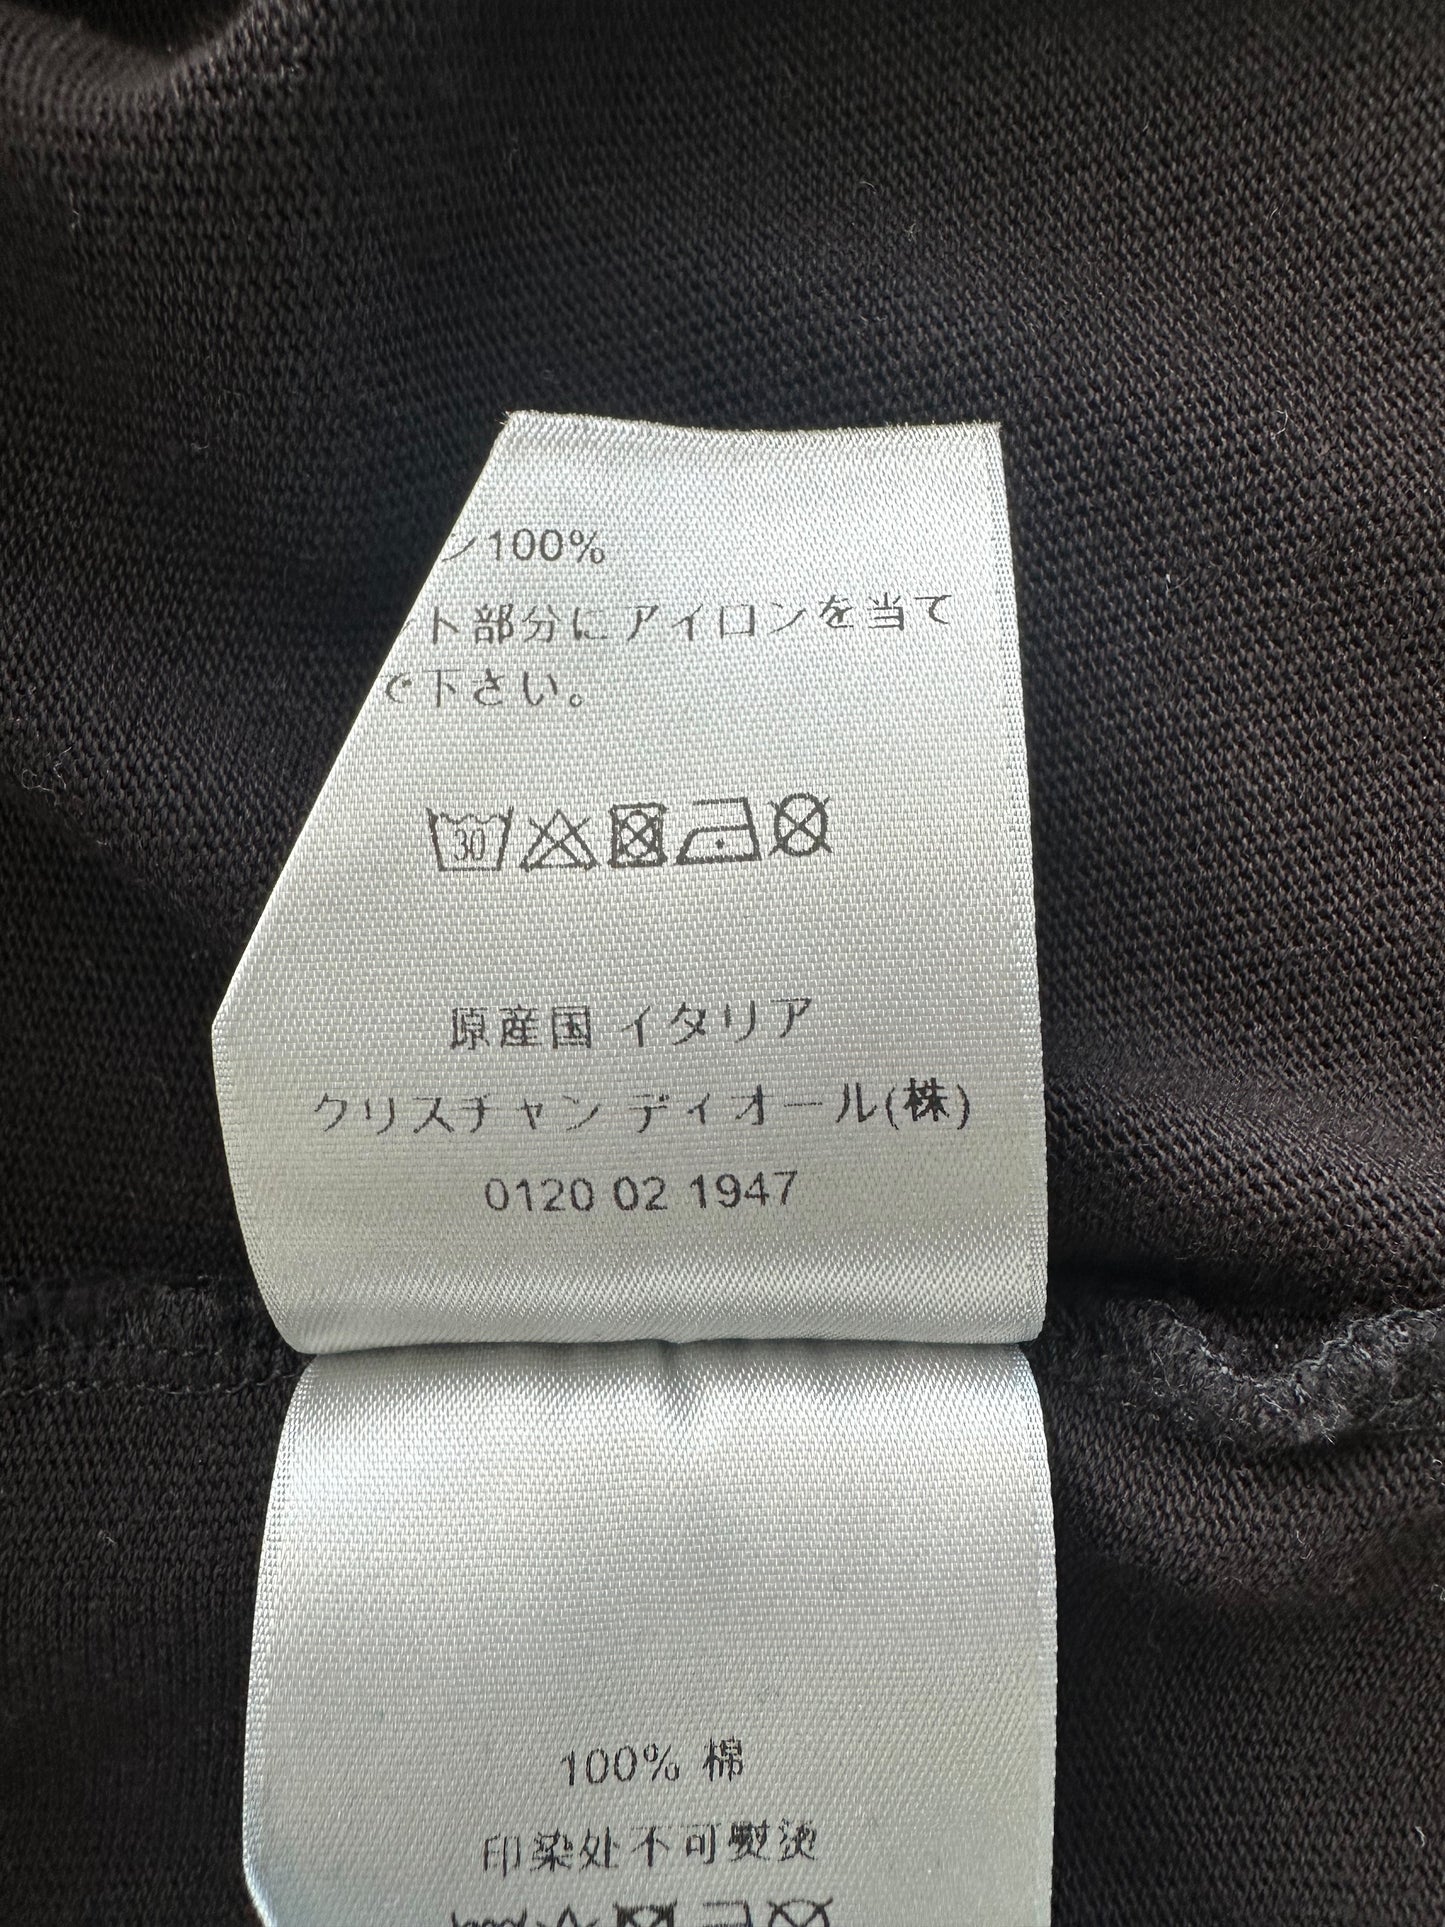 ン100%
ト部分にアイロンを当て
で下さい。
30
原産国 イタリア
クリスチャン ディオール(株)
0120 02 1947
100% 棉
印染处不可熨烫